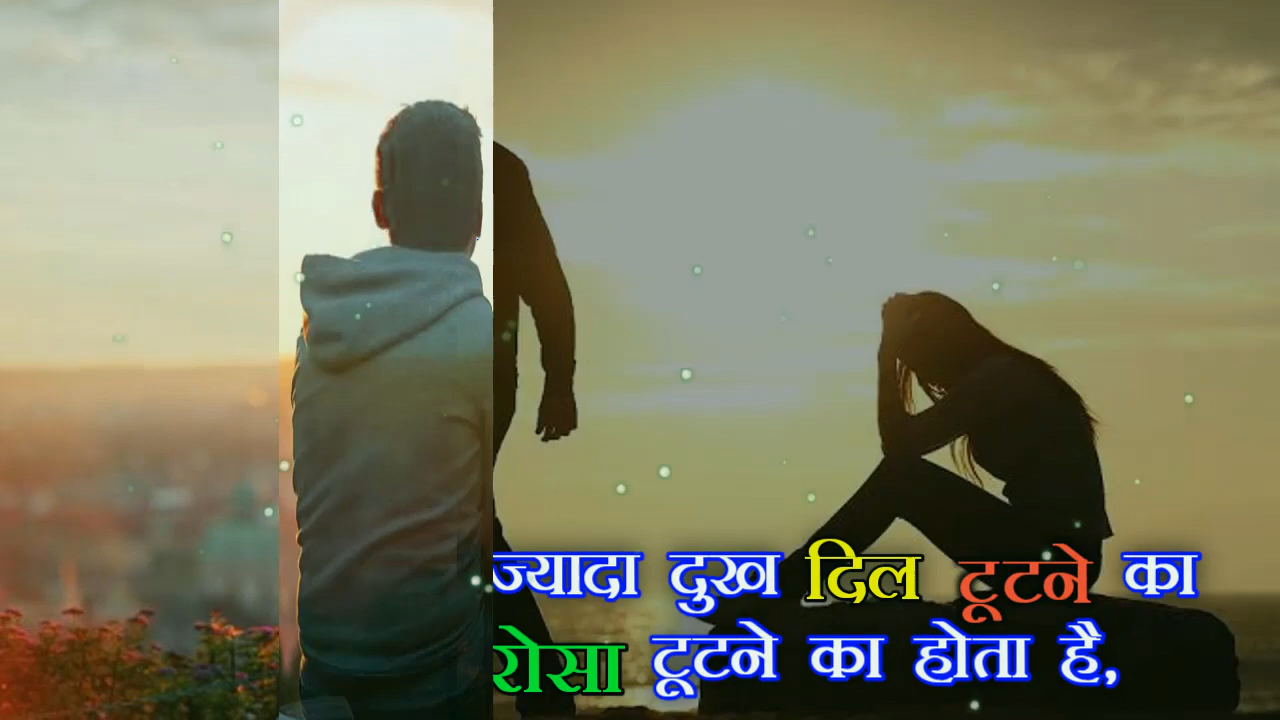 ज्यादा दुख दिल टूटने का
रोसा टूटने का होता है,